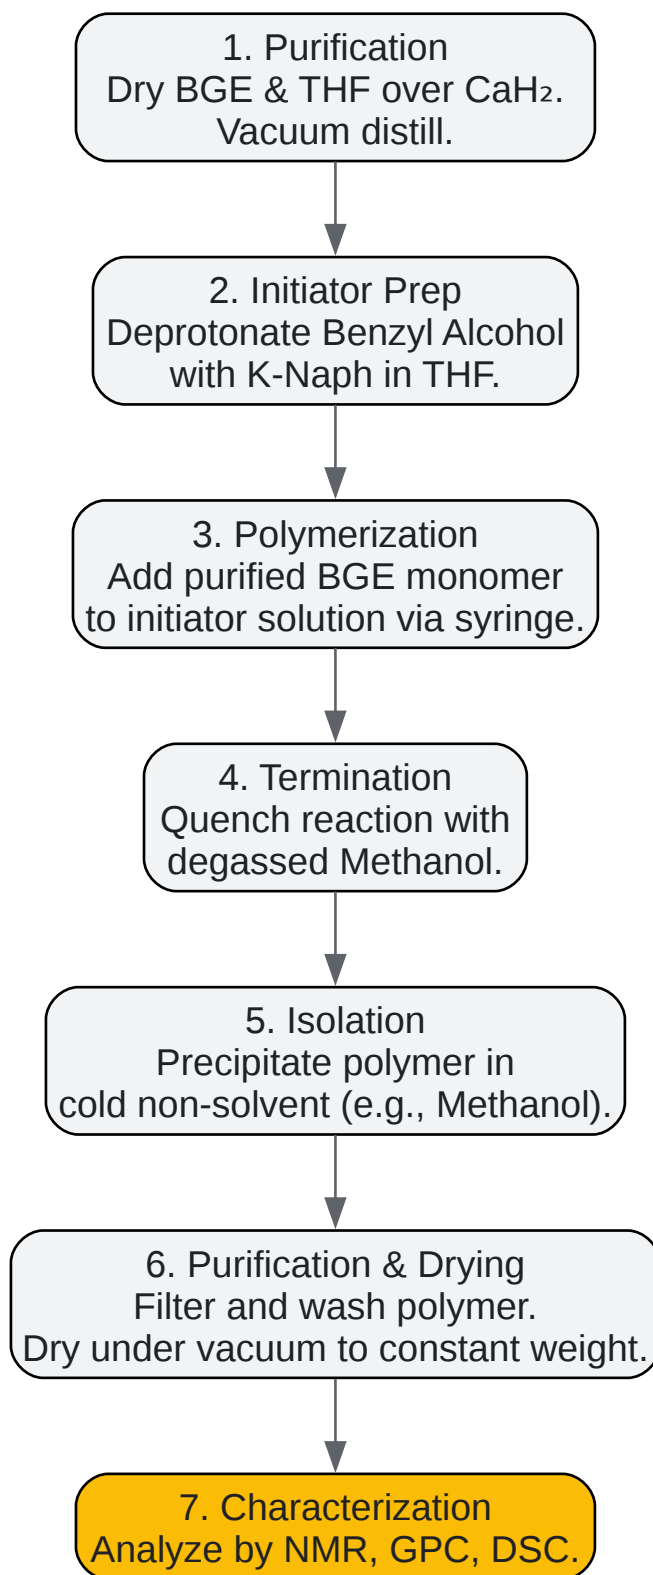 1. Purification
Dry BGE & THF over CaH₂.
Vacuum distill.
2. Initiator Prep
Deprotonate Benzyl Alcohol
with K-Naph in THF.
3. Polymerization
Add purified BGE monomer
to initiator solution via syringe.
4. Termination
Quench reaction with
degassed Methanol.
5. Isolation
Precipitate polymer in
cold non-solvent (e.g., Methanol).
6. Purification & Drying
Filter and wash polymer.
Dry under vacuum to constant weight.
7. Characterization
Analyze by NMR, GPC, DSC.